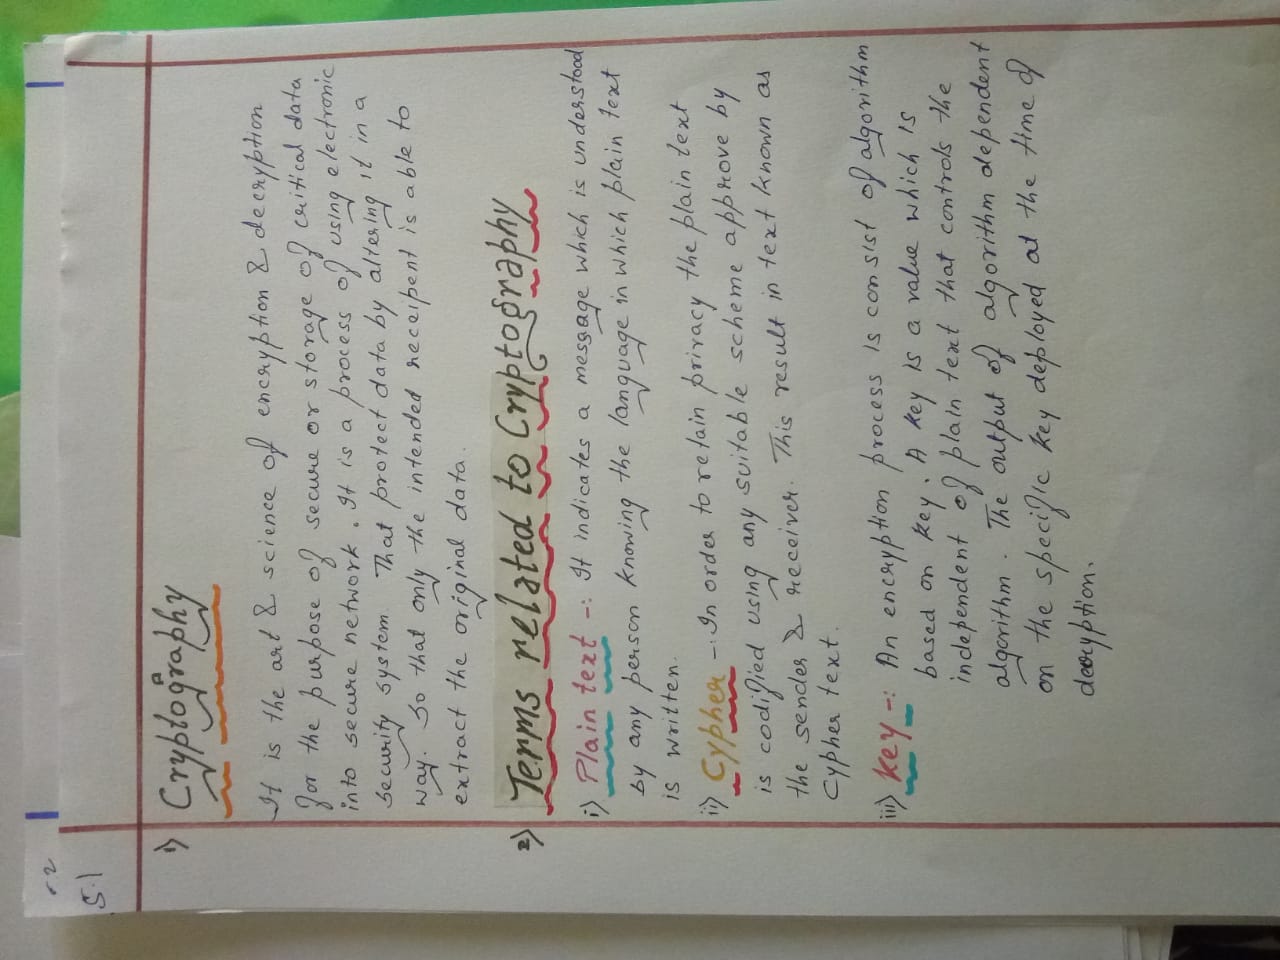 5.1
1) Cryptography
It is the art & science of encryption & decryption
for the purpose of secure or storage of critical data
into secure network. It is a process of using electronic
security system. That protect data by altering it in a
way. So that only the intended receipent is able to
extract the original data.
2) Terms related to Cryptography
i) Plain text -: It indicates a message which is understood
by any person knowing the language in which plain text
is written.
ii) Cypher -: In order to retain privacy the plain text
is codified using any suitable scheme approve by
the sender & receiver. This result in text known as
Cypher text.
iii) Key -: An encryption process is consist of algorithm
based on key. A key is a value which is
independent of plain text that controls the
algorithm. The output of algorithm dependent
on the specific key deployed at the time of
decryption.